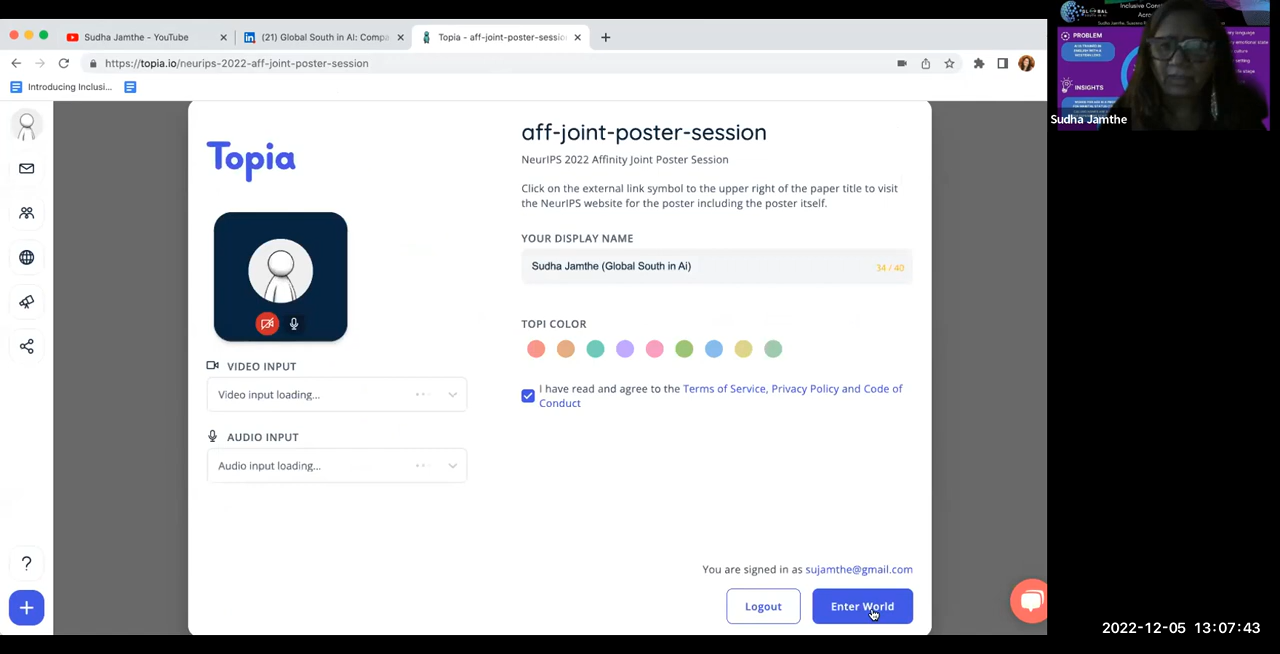 Sudha Jamthe - YouTube
(21) Global South in AI: Compa
Topia - aff-joint-poster-sessio
https://topia.io/neurips-2022-aff-joint-poster-session
Introducing Inclusi...
Topia
aff-joint-poster-session
NeurIPS 2022 Affinity Joint Poster Session
Click on the external link symbol to the upper right of the paper title to visit
the NeurIPS website for the poster including the poster itself.
YOUR DISPLAY NAME
Sudha Jamthe (Global South in Ai)
34 / 40
TOPI COLOR
I have read and agree to the Terms of Service, Privacy Policy and Code of
Conduct
VIDEO INPUT
Video input loading...
AUDIO INPUT
Audio input loading...
You are signed in as sujamthe@gmail.com
Logout
Enter World
?
+
PROBLEM
INSIGHTS
Sudha Jamthe
2022-12-05 13:07:43